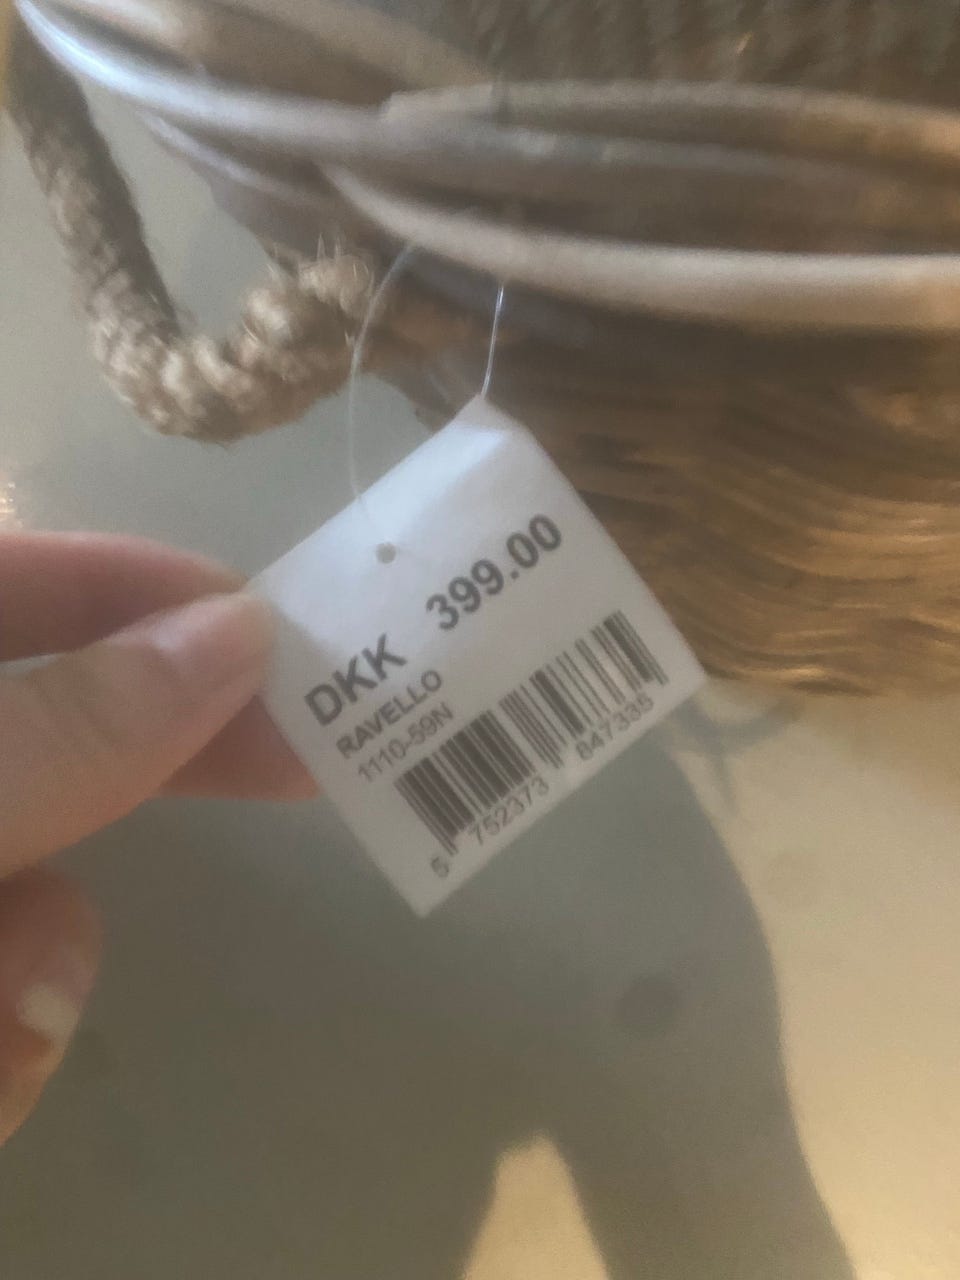 DKK 399.00
RAVELLO
1110-59N
5 752373 847335